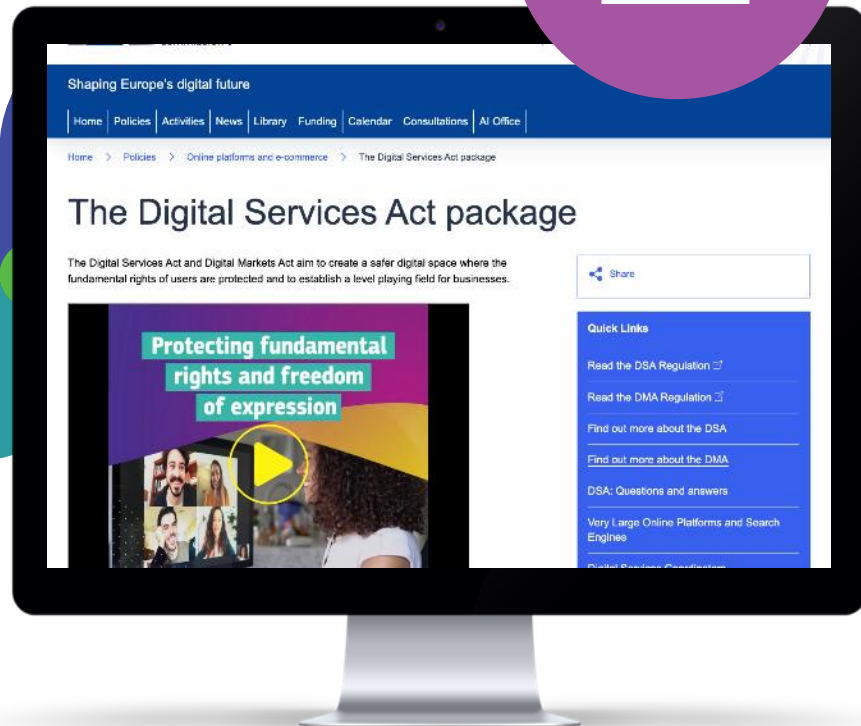 Shaping Europe's digital future
Home Policies Activities News Library Funding Calendar Consultations AI Office
Home > Policies > Online platforms and e-commerce > The Digital Services Act package
The Digital Services Act package
The Digital Services Act and Digital Markets Act aim to create a safer digital space where the
fundamental rights of users are protected and to establish a level playing field for businesses.
Protecting fundamental
rights and freedom
of expression
Share
Quick Links
Read the DSA Regulation
Read the DMA Regulation
Find out more about the DSA
Find out more about the DMA
DSA: Questions and answers
Very Large Online Platforms and Search
Engines
Digital Services Coordinators